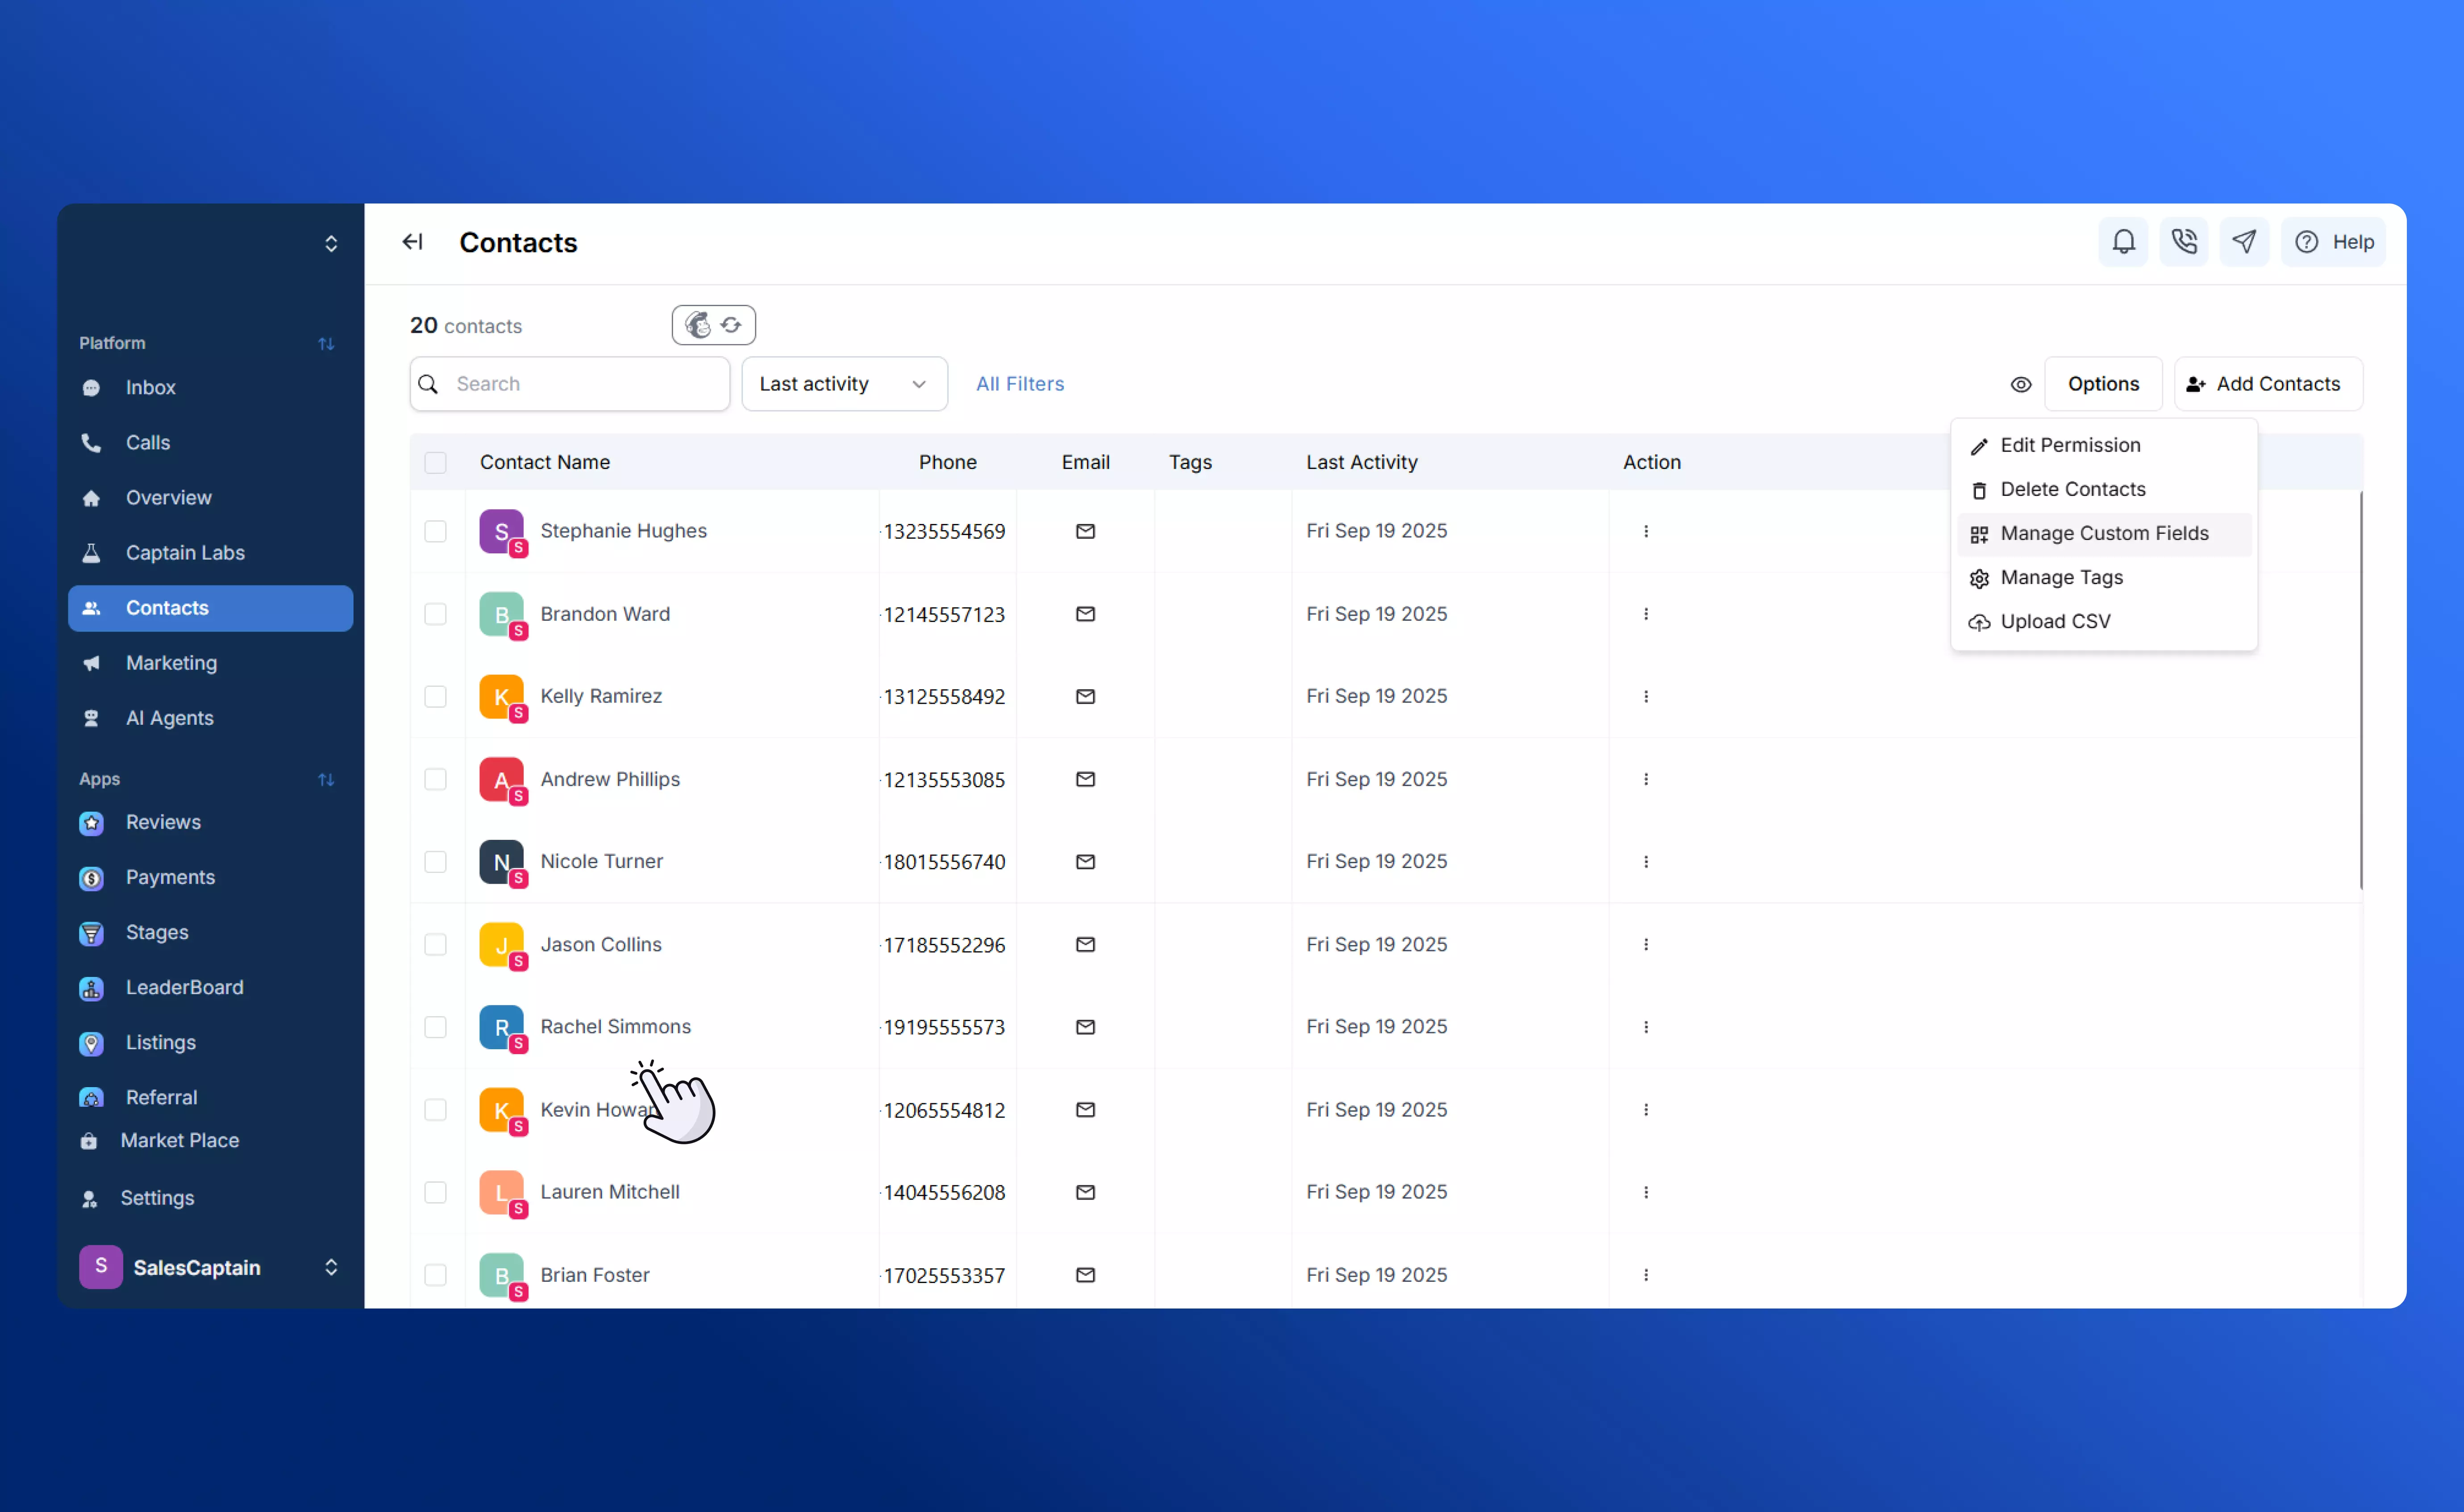 Contacts
Help
Platform
Inbox
Calls
Overview
Captain Labs
Contacts
Marketing
AI Agents
Apps
Reviews
Payments
Stages
LeaderBoard
Listings
Referral
Market Place
Settings
S SalesCaptain
20 contacts
Search Last activity All Filters Options Add Contacts
Edit Permission
Delete Contacts
Manage Custom Fields
Manage Tags
Upload CSV
Contact Name Phone Email Tags Last Activity Action
S S Stephanie Hughes 13235554569 Fri Sep 19 2025
B S Brandon Ward 12145557123 Fri Sep 19 2025
K S Kelly Ramirez 13125558492 Fri Sep 19 2025
A S Andrew Phillips 12135553085 Fri Sep 19 2025
N S Nicole Turner 18015556740 Fri Sep 19 2025
J S Jason Collins 17185552296 Fri Sep 19 2025
R S Rachel Simmons 19195555573 Fri Sep 19 2025
K S Kevin 12065554812 Fri Sep 19 2025
L S Lauren Mitchell 14045556208 Fri Sep 19 2025
B S Brian Foster 17025553357 Fri Sep 19 2025